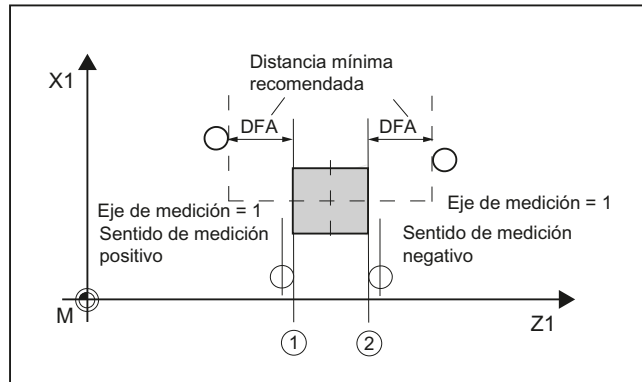 Distancia mínima
recomendada
X1
DFA
DFA
Eje de medición = 1
Sentido de medición
positivo
Eje de medición = 1
Sentido de medición
negativo
M
Z1
1
2